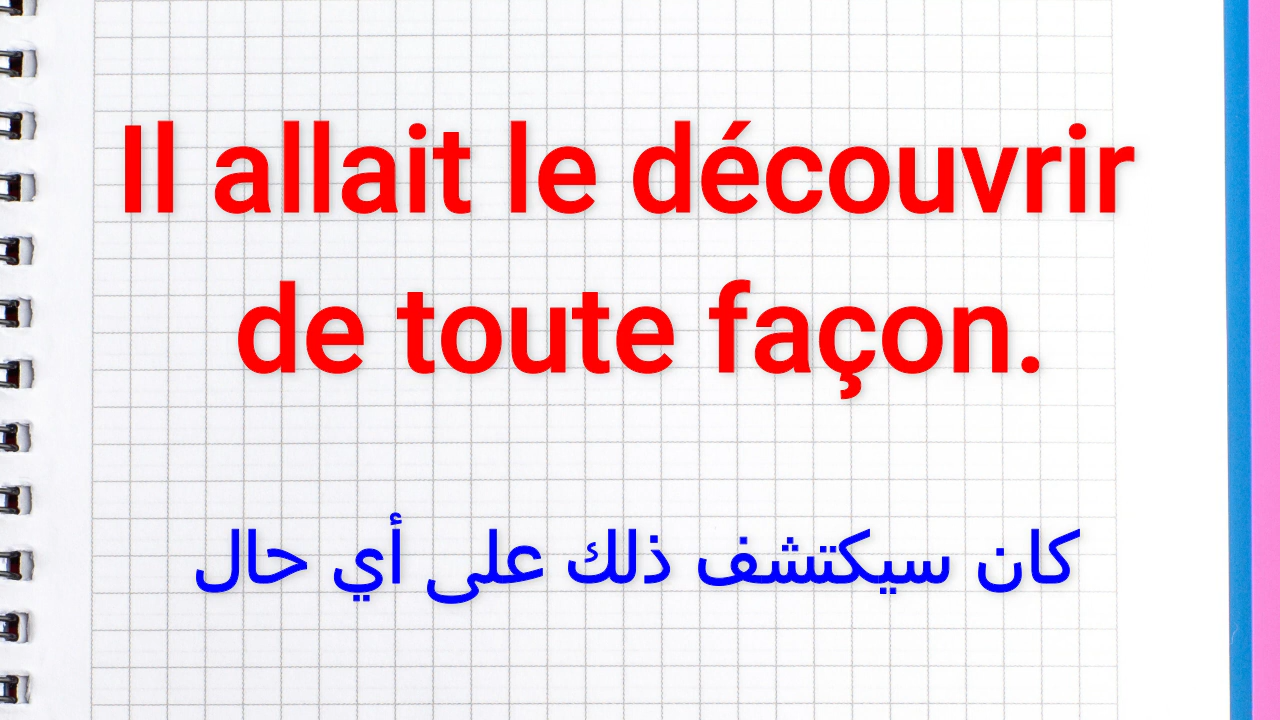 Il allait le découvrir
de toute façon.
كان سيكتشف ذلك على أي حال